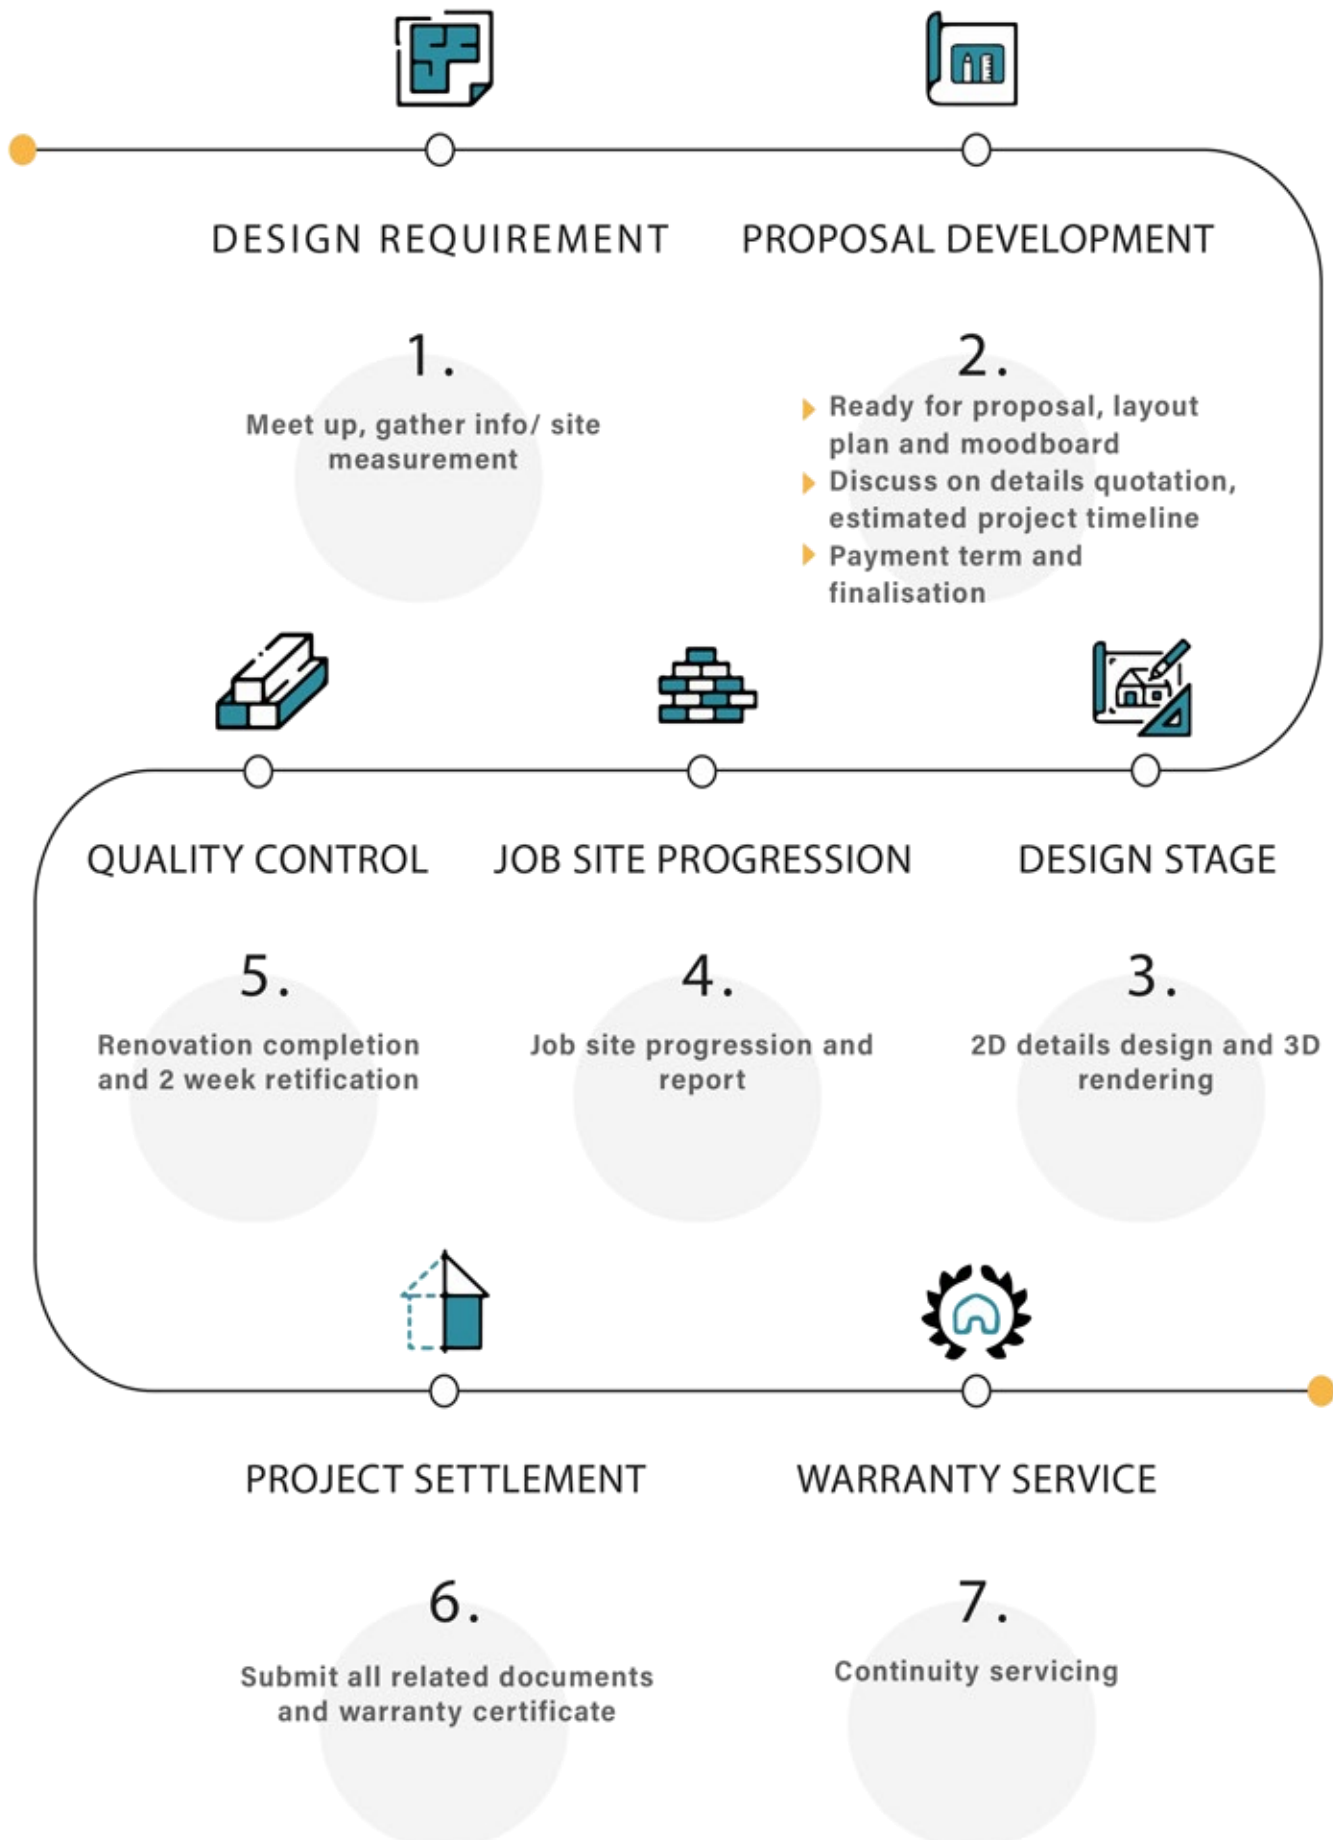 DESIGN REQUIREMENT
1.
Meet up, gather info/ site
measurement
PROPOSAL DEVELOPMENT
2.
Ready for proposal, layout
plan and moodboard
Discuss on details quotation,
estimated project timeline
Payment term and
finalisation
DESIGN STAGE
3.
2D details design and 3D
rendering
JOB SITE PROGRESSION
4.
Job site progression and
report
QUALITY CONTROL
5.
Renovation completion
and 2 week retification
PROJECT SETTLEMENT
6.
Submit all related documents
and warranty certificate
WARRANTY SERVICE
7.
Continuity servicing